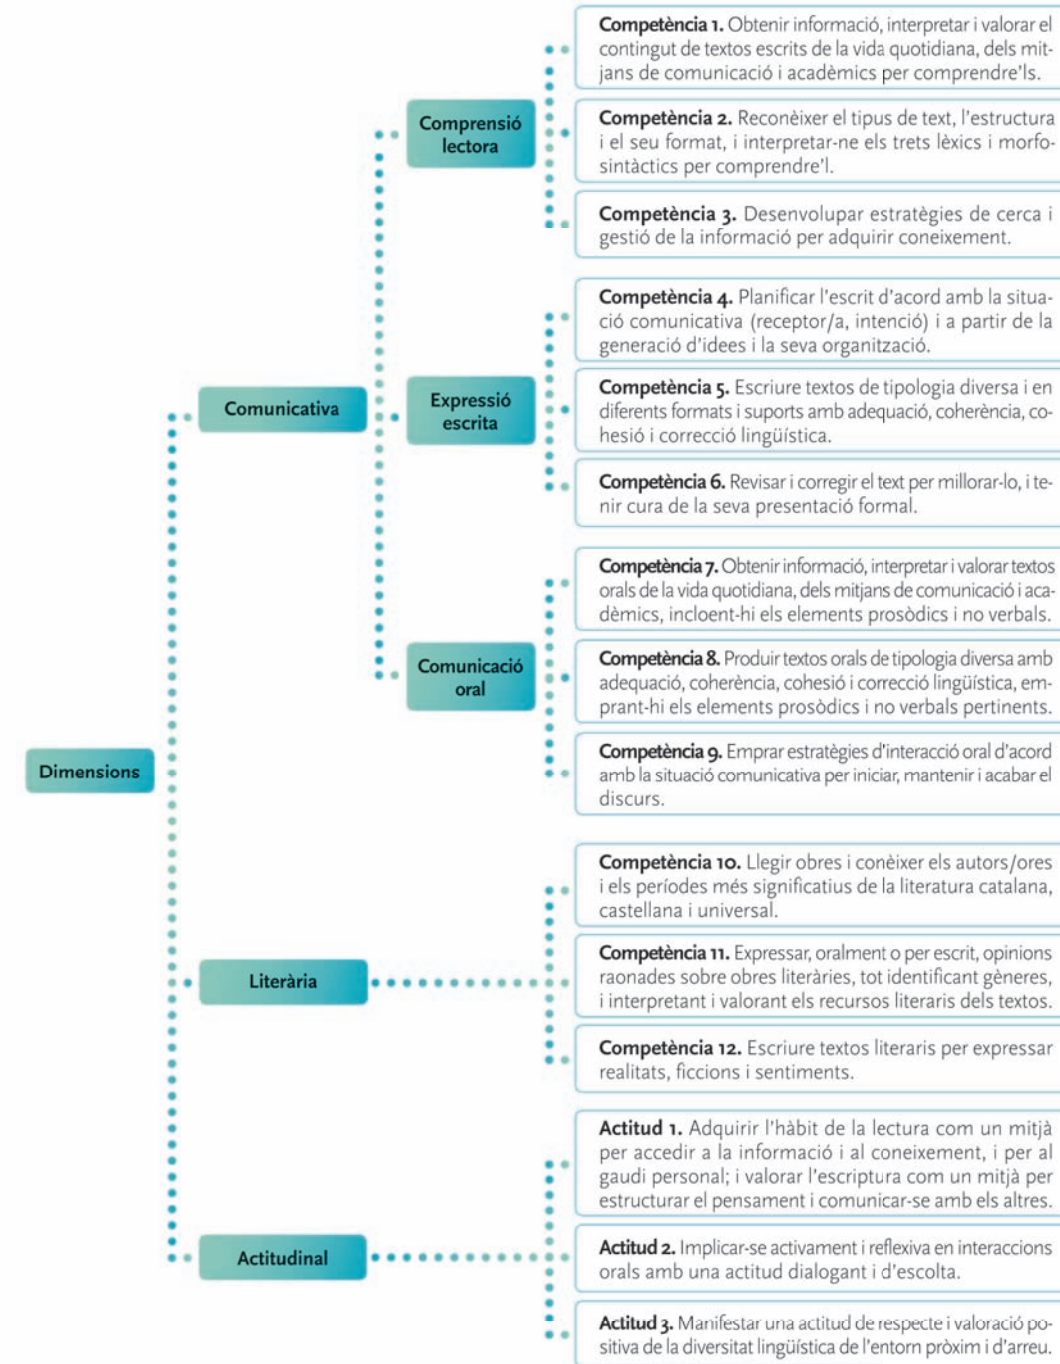 Dimensions
Comunicativa
Comprensió
lectora
Competència 1. Obtenir informació, interpretar i valorar el
contingut de textos escrits de la vida quotidiana, dels mit-
jans de comunicació i acadèmics per comprendre'ls.
Competència 2. Reconèixer el tipus de text, l'estructura
i el seu format, i interpretar-ne els trets lèxics i morfo-
sintàctics per comprendre'l.
Competència 3. Desenvolupar estratègies de cerca i
gestió de la informació per adquirir coneixement.
Expressió
escrita
Competència 4. Planificar l'escrit d'acord amb la situa-
ció comunicativa (receptor/a, intenció) i a partir de la
generació d'idees i la seva organització.
Competència 5. Escriure textos de tipologia diversa i en
diferents formats i suports amb adequació, coherència, co-
hesió i correcció lingüística.
Competència 6. Revisar i corregir el text per millorar-lo, i te-
nir cura de la seva presentació formal.
Comunicació
oral
Competència 7. Obtenir informació, interpretar i valorar textos
orals de la vida quotidiana, dels mitjans de comunicació i aca-
dèmics, incloent-hi els elements prosòdics i no verbals.
Competència 8. Produir textos orals de tipologia diversa amb
adequació, coherència, cohesió i correcció lingüística, em-
prant-hi els elements prosòdics i no verbals pertinents.
Competència 9. Emprar estratègies d'interacció oral d'acord
amb la situació comunicativa per iniciar, mantenir i acabar el
discurs.
Literària
Competència 10. Llegir obres i conèixer els autors/ores
i els períodes més significatius de la literatura catalana,
castellana i universal.
Competència 11. Expressar, oralment o per escrit, opinions
raonades sobre obres literàries, tot identificant gèneres,
i interpretant i valorant els recursos literaris dels textos.
Competència 12. Escriure textos literaris per expressar
realitats, ficcions i sentiments.
Actitudinal
Actitud 1. Adquirir l'hàbit de la lectura com un mitjà
per accedir a la informació i al coneixement, i per al
gaudi personal; i valorar l'escriptura com un mitjà per
estructurar el pensament i comunicar-se amb els altres.
Actitud 2. Implicar-se activament i reflexiva en interaccions
orals amb una actitud dialogant i d'escolta.
Actitud 3. Manifestar una actitud de respecte i valoració po-
sitiva de la diversitat lingüística de l'entorn pròxim i d'arreu.